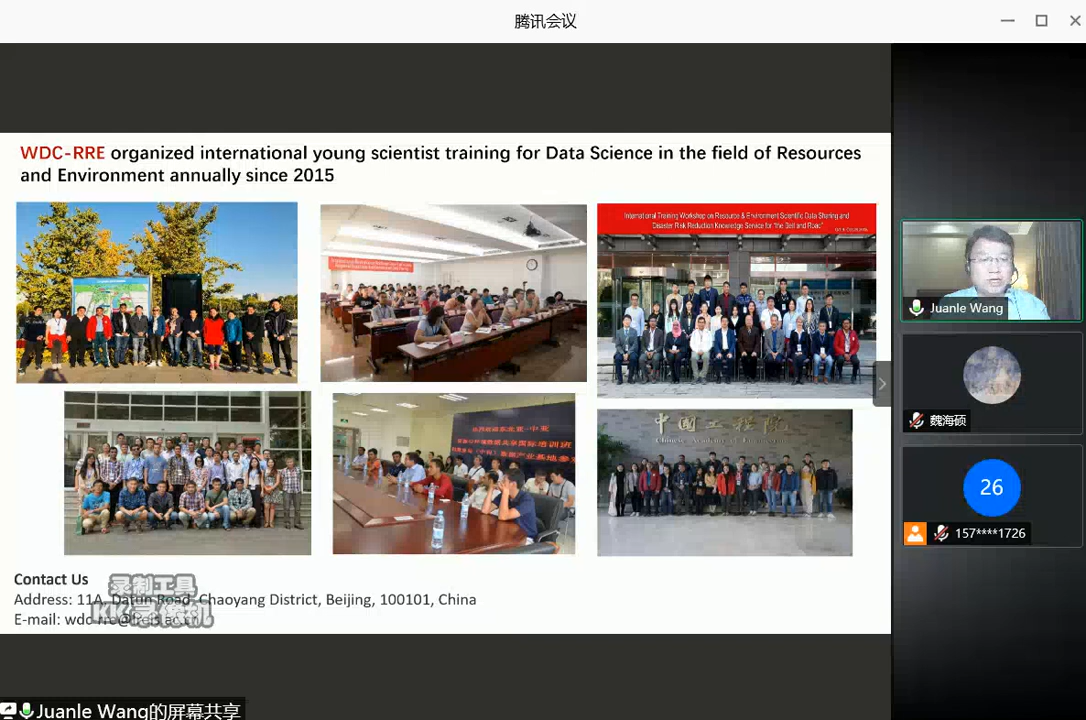 腾讯会议
WDC-RRE organized international young scientist training for Data Science in the field of Resources
and Environment annually since 2015
International Training Workshop on Resource & Environment Scientific Data Sharing and
Disaster Risk Reduction Knowledge Service for "the Belt and Road"
中國工程院
Chinese Academy of
Contact Us
Address: 11A, Datun Road, Chaoyang District, Beijing, 100101, China
E-mail:
录制工具
KK录像机
Juanle Wang
魏海硕
26
157****1726
Juanle Wang的屏幕共享